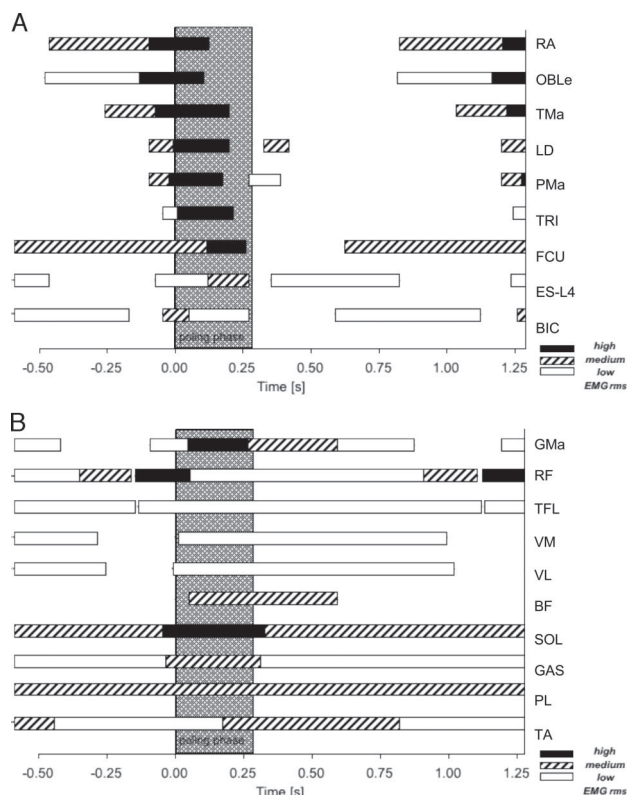 A
RA
OBLe
TMa
LD
PMa
TRI
FCU
ES-L4
BIC
poling phase
-0.50 -0.25 0.00 0.25 0.50 0.75 1.00 1.25
Time [s]
high
medium
low
EMG rms
B
GMa
RF
TFL
VM
VL
BF
SOL
GAS
PL
TA
poling phase
-0.50 -0.25 0.00 0.25 0.50 0.75 1.00 1.25
Time [s]
high
medium
low
EMG rms